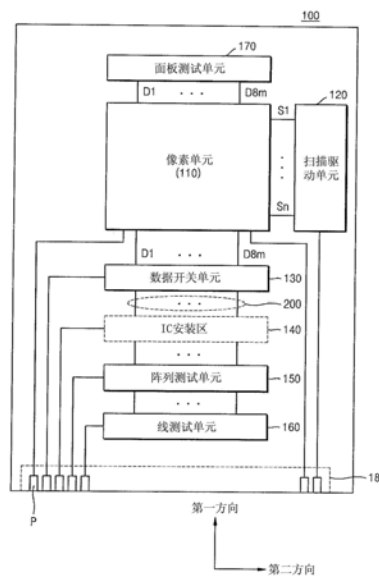 100
170
面板测试单元
D1 ... D8m
120
像素单元
(110)
S1
Sn
扫描驱动单元
D1 ... D8m
数据开关单元
130
200
IC安装区
140
阵列测试单元
150
线测试单元
160
18
P
第一方向
第二方向